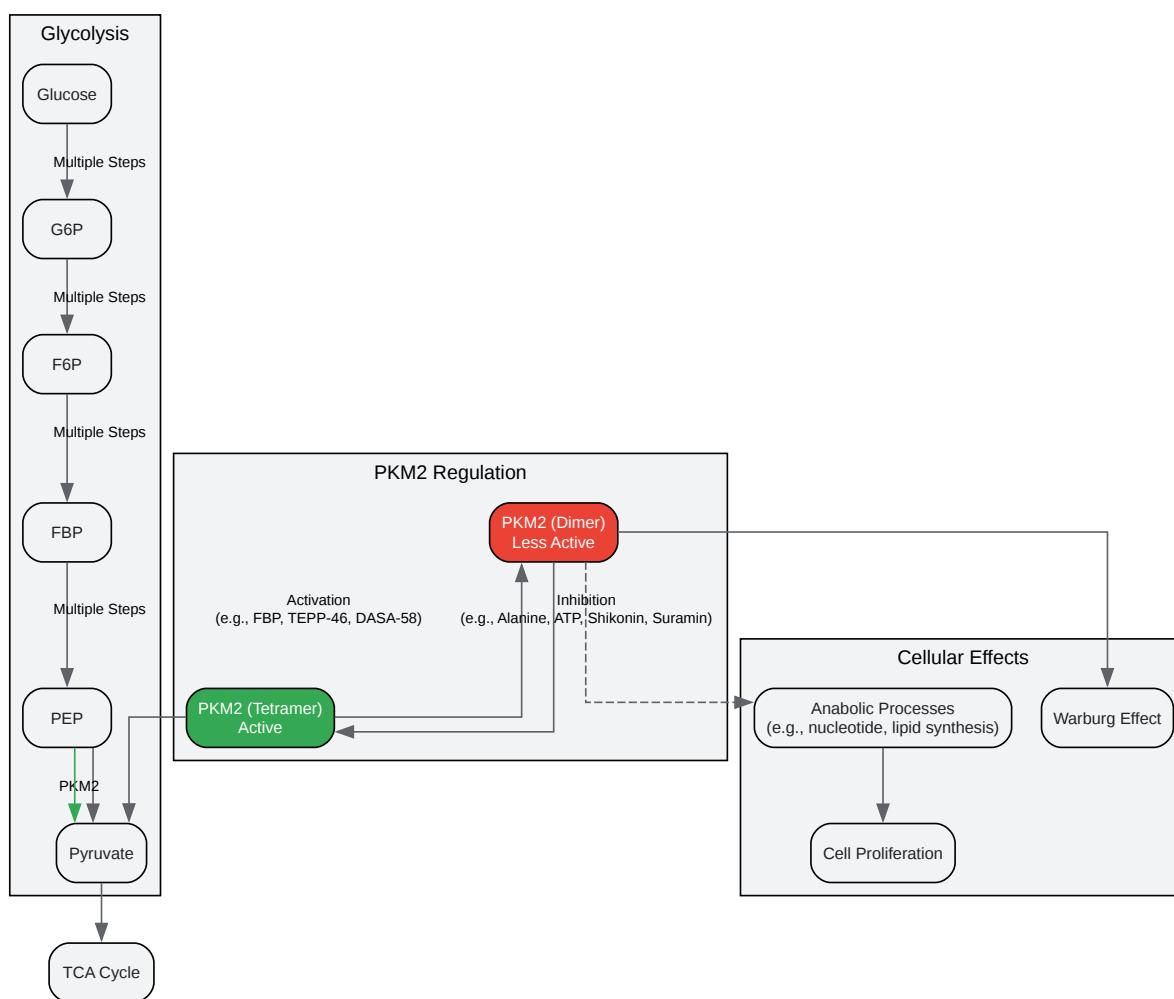 Glycolysis
Glucose
Multiple Steps
G6P
Multiple Steps
F6P
Multiple Steps
FBP
Multiple Steps
PEP
PKM2
Pyruvate
TCA Cycle
PKM2 Regulation
PKM2 (Dimer)
Less Active
Activation
(e.g., FBP, TEPP-46, DASA-58)
Inhibition
(e.g., Alanine, ATP, Shikonin, Suramin)
PKM2 (Tetramer)
Active
Cellular Effects
Anabolic Processes
(e.g., nucleotide, lipid synthesis)
Warburg Effect
Cell Proliferation